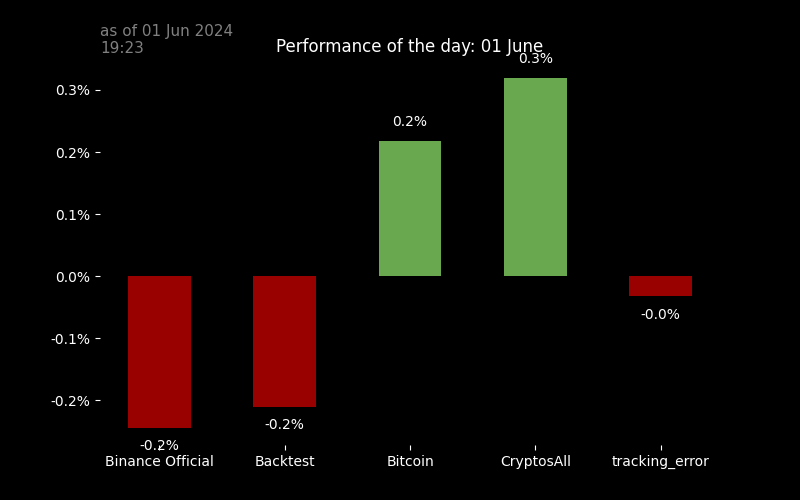 as of 01 Jun 2024
19:23
Performance of the day: 01 June
0.3%
0.3%
0.2%
0.2%
0.1%
0.0%
-0.0%
-0.1%
-0.2%
-0.2%
-0.2%
Binance Official
Backtest
Bitcoin
CryptosAll
tracking_error